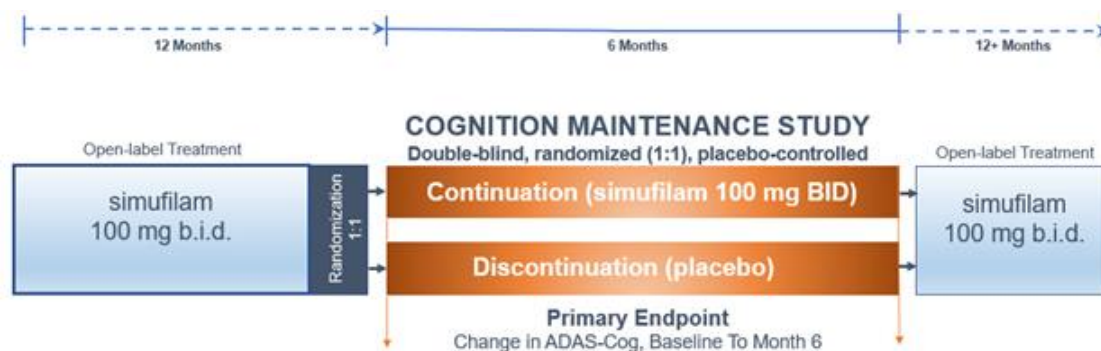 12 Months
6 Months
12+ Months
COGNITION MAINTENANCE STUDY
Double-blind, randomized (1:1), placebo-controlled
Open-label Treatment
simufilam
100 mg b.i.d.
Randomization
1:1
Continuation (simufilam 100 mg BID)
Discontinuation (placebo)
Open-label Treatment
simufilam
100 mg b.i.d.
Primary Endpoint
Change in ADAS-Cog, Baseline To Month 6